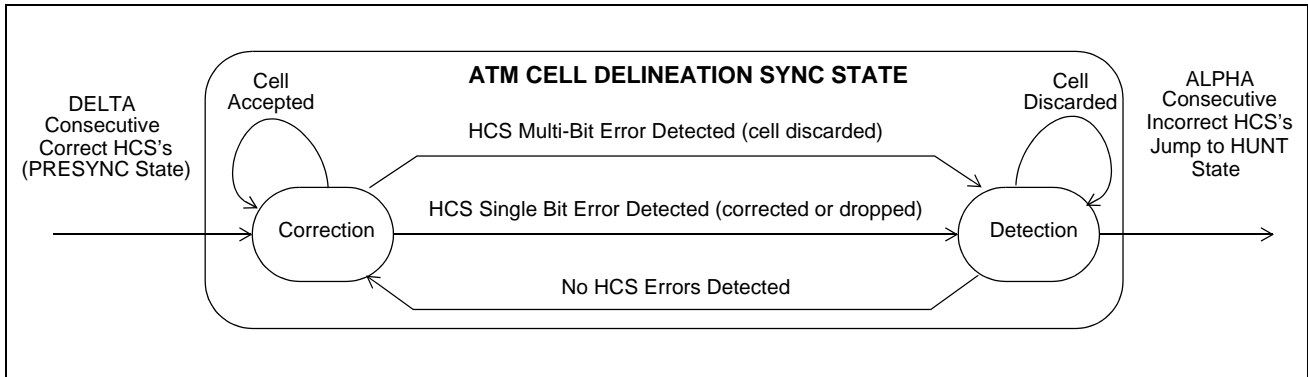 ATM CELL DELINEATION SYNC STATE
DELTA
Consecutive
Correct HCS's
(PRESYNC State)
Cell
Accepted
HCS Multi-Bit Error Detected (cell discarded)
Cell
Discarded
ALPHA
Consecutive
Incorrect HCS's
Jump to HUNT
State
Correction
HCS Single Bit Error Detected (corrected or dropped)
Detection
No HCS Errors Detected